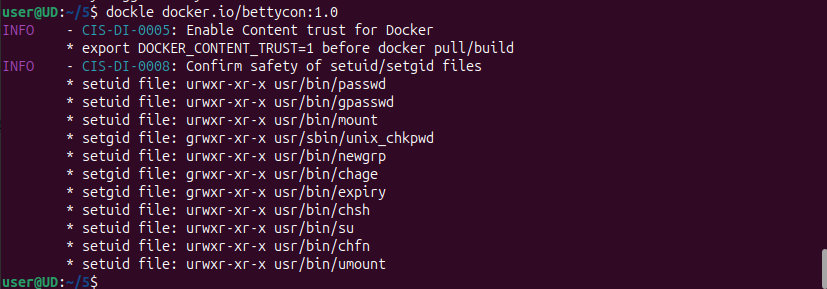 user@UD:~/5$ dockle docker.io/bettycon:1.0
INFO    - CIS-DI-0005: Enable Content trust for Docker
        * export DOCKER_CONTENT_TRUST=1 before docker pull/build
INFO    - CIS-DI-0008: Confirm safety of setuid/setgid files
        * setuid file: urwxr-xr-x usr/bin/passwd
        * setuid file: urwxr-xr-x usr/bin/gpasswd
        * setuid file: urwxr-xr-x usr/bin/mount
        * setgid file: grwxr-xr-x usr/sbin/unix_chkpwd
        * setuid file: urwxr-xr-x usr/bin/newgrp
        * setgid file: grwxr-xr-x usr/bin/chage
        * setgid file: grwxr-xr-x usr/bin/expiry
        * setuid file: urwxr-xr-x usr/bin/chsh
        * setuid file: urwxr-xr-x usr/bin/su
        * setuid file: urwxr-xr-x usr/bin/chfn
        * setuid file: urwxr-xr-x usr/bin/umount
user@UD:~/5$